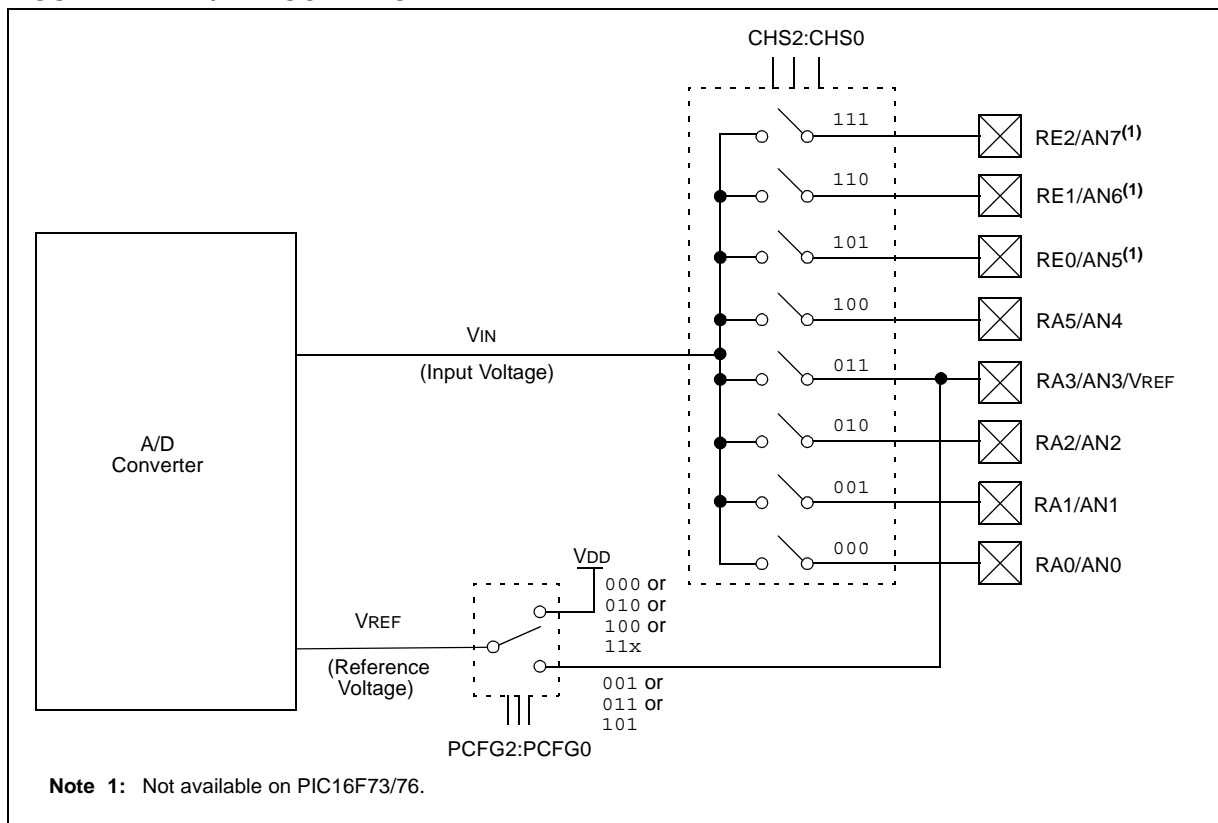 CHS2:CHS0
111
RE2/AN7(1)
110
RE1/AN6(1)
101
RE0/AN5(1)
100
RA5/AN4
VIN
(Input Voltage)
011
RA3/AN3/VREF
A/D
Converter
010
RA2/AN2
001
RA1/AN1
000
RA0/AN0
VDD
000 or
010 or
100 or
11x
VREF
(Reference
Voltage)
001 or
011 or
101
PCFG2:PCFG0
Note 1: Not available on PIC16F73/76.